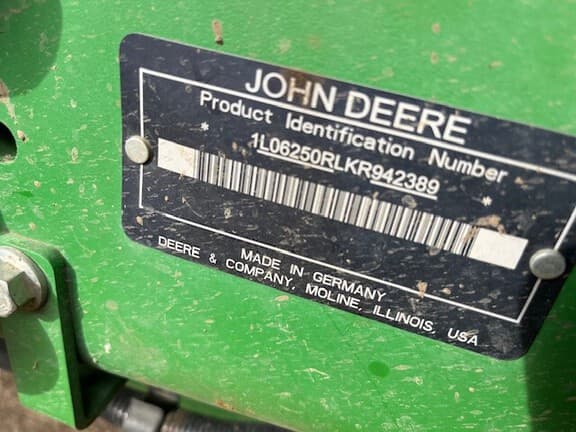 JOHN DEERE
Product Identification Number
* 1L06250RLKR942389 *
MADE IN GERMANY
DEERE & COMPANY, MOLINE, ILLINOIS, USA